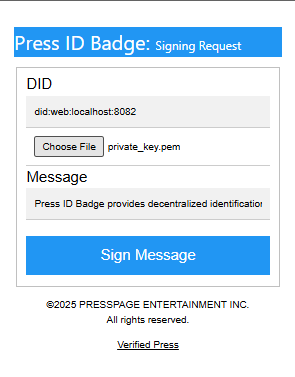 Press ID Badge: Signing Request
DID
did:web:localhost:8082
Choose File private_key.pem
Message
Press ID Badge provides decentralized identification
Sign Message
©2025 PRESSPAGE ENTERTAINMENT INC.
All rights reserved.
Verified Press